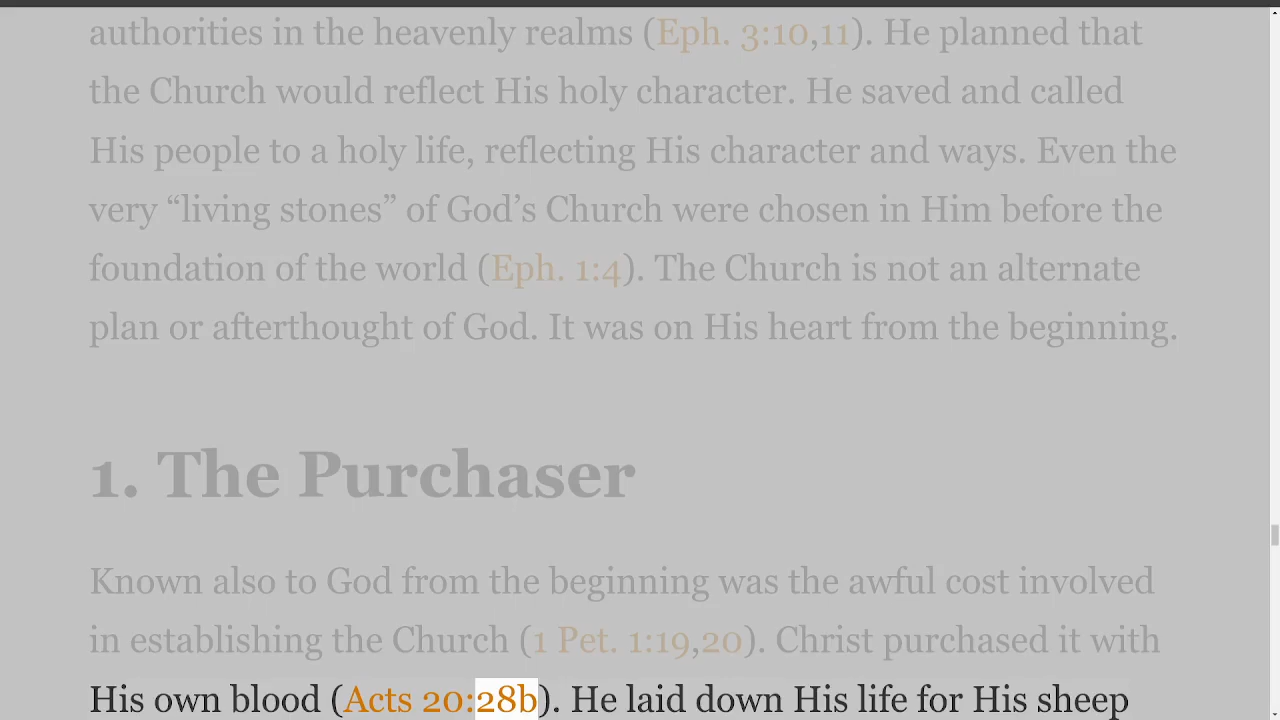 authorities in the heavenly realms (Eph. 3:10,11). He planned that
the Church would reflect His holy character. He saved and called
His people to a holy life, reflecting His character and ways. Even the
very “living stones” of God’s Church were chosen in Him before the
foundation of the world (Eph. 1:4). The Church is not an alternate
plan or afterthought of God. It was on His heart from the beginning.
1. The Purchaser
Known also to God from the beginning was the awful cost involved
in establishing the Church (1 Pet. 1:19,20). Christ purchased it with
His own blood (Acts 20:28b). He laid down His life for His sheep